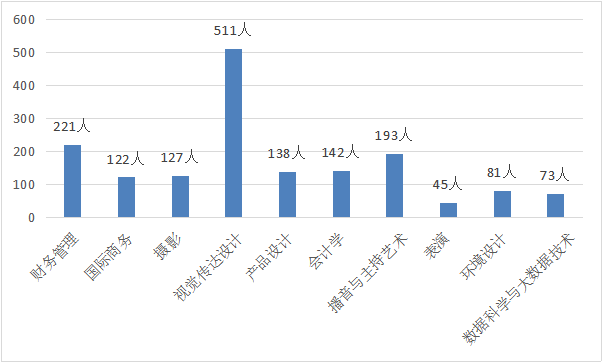 600
500
400
300
200
100
0
221人
122人
127人
511人
138人
142人
193人
45人
81人
73人
财务管理
国际商务
摄影
视觉传达设计
产品设计
会计学
播音与主持艺术
表演
环境设计
数据科学与大数据技术